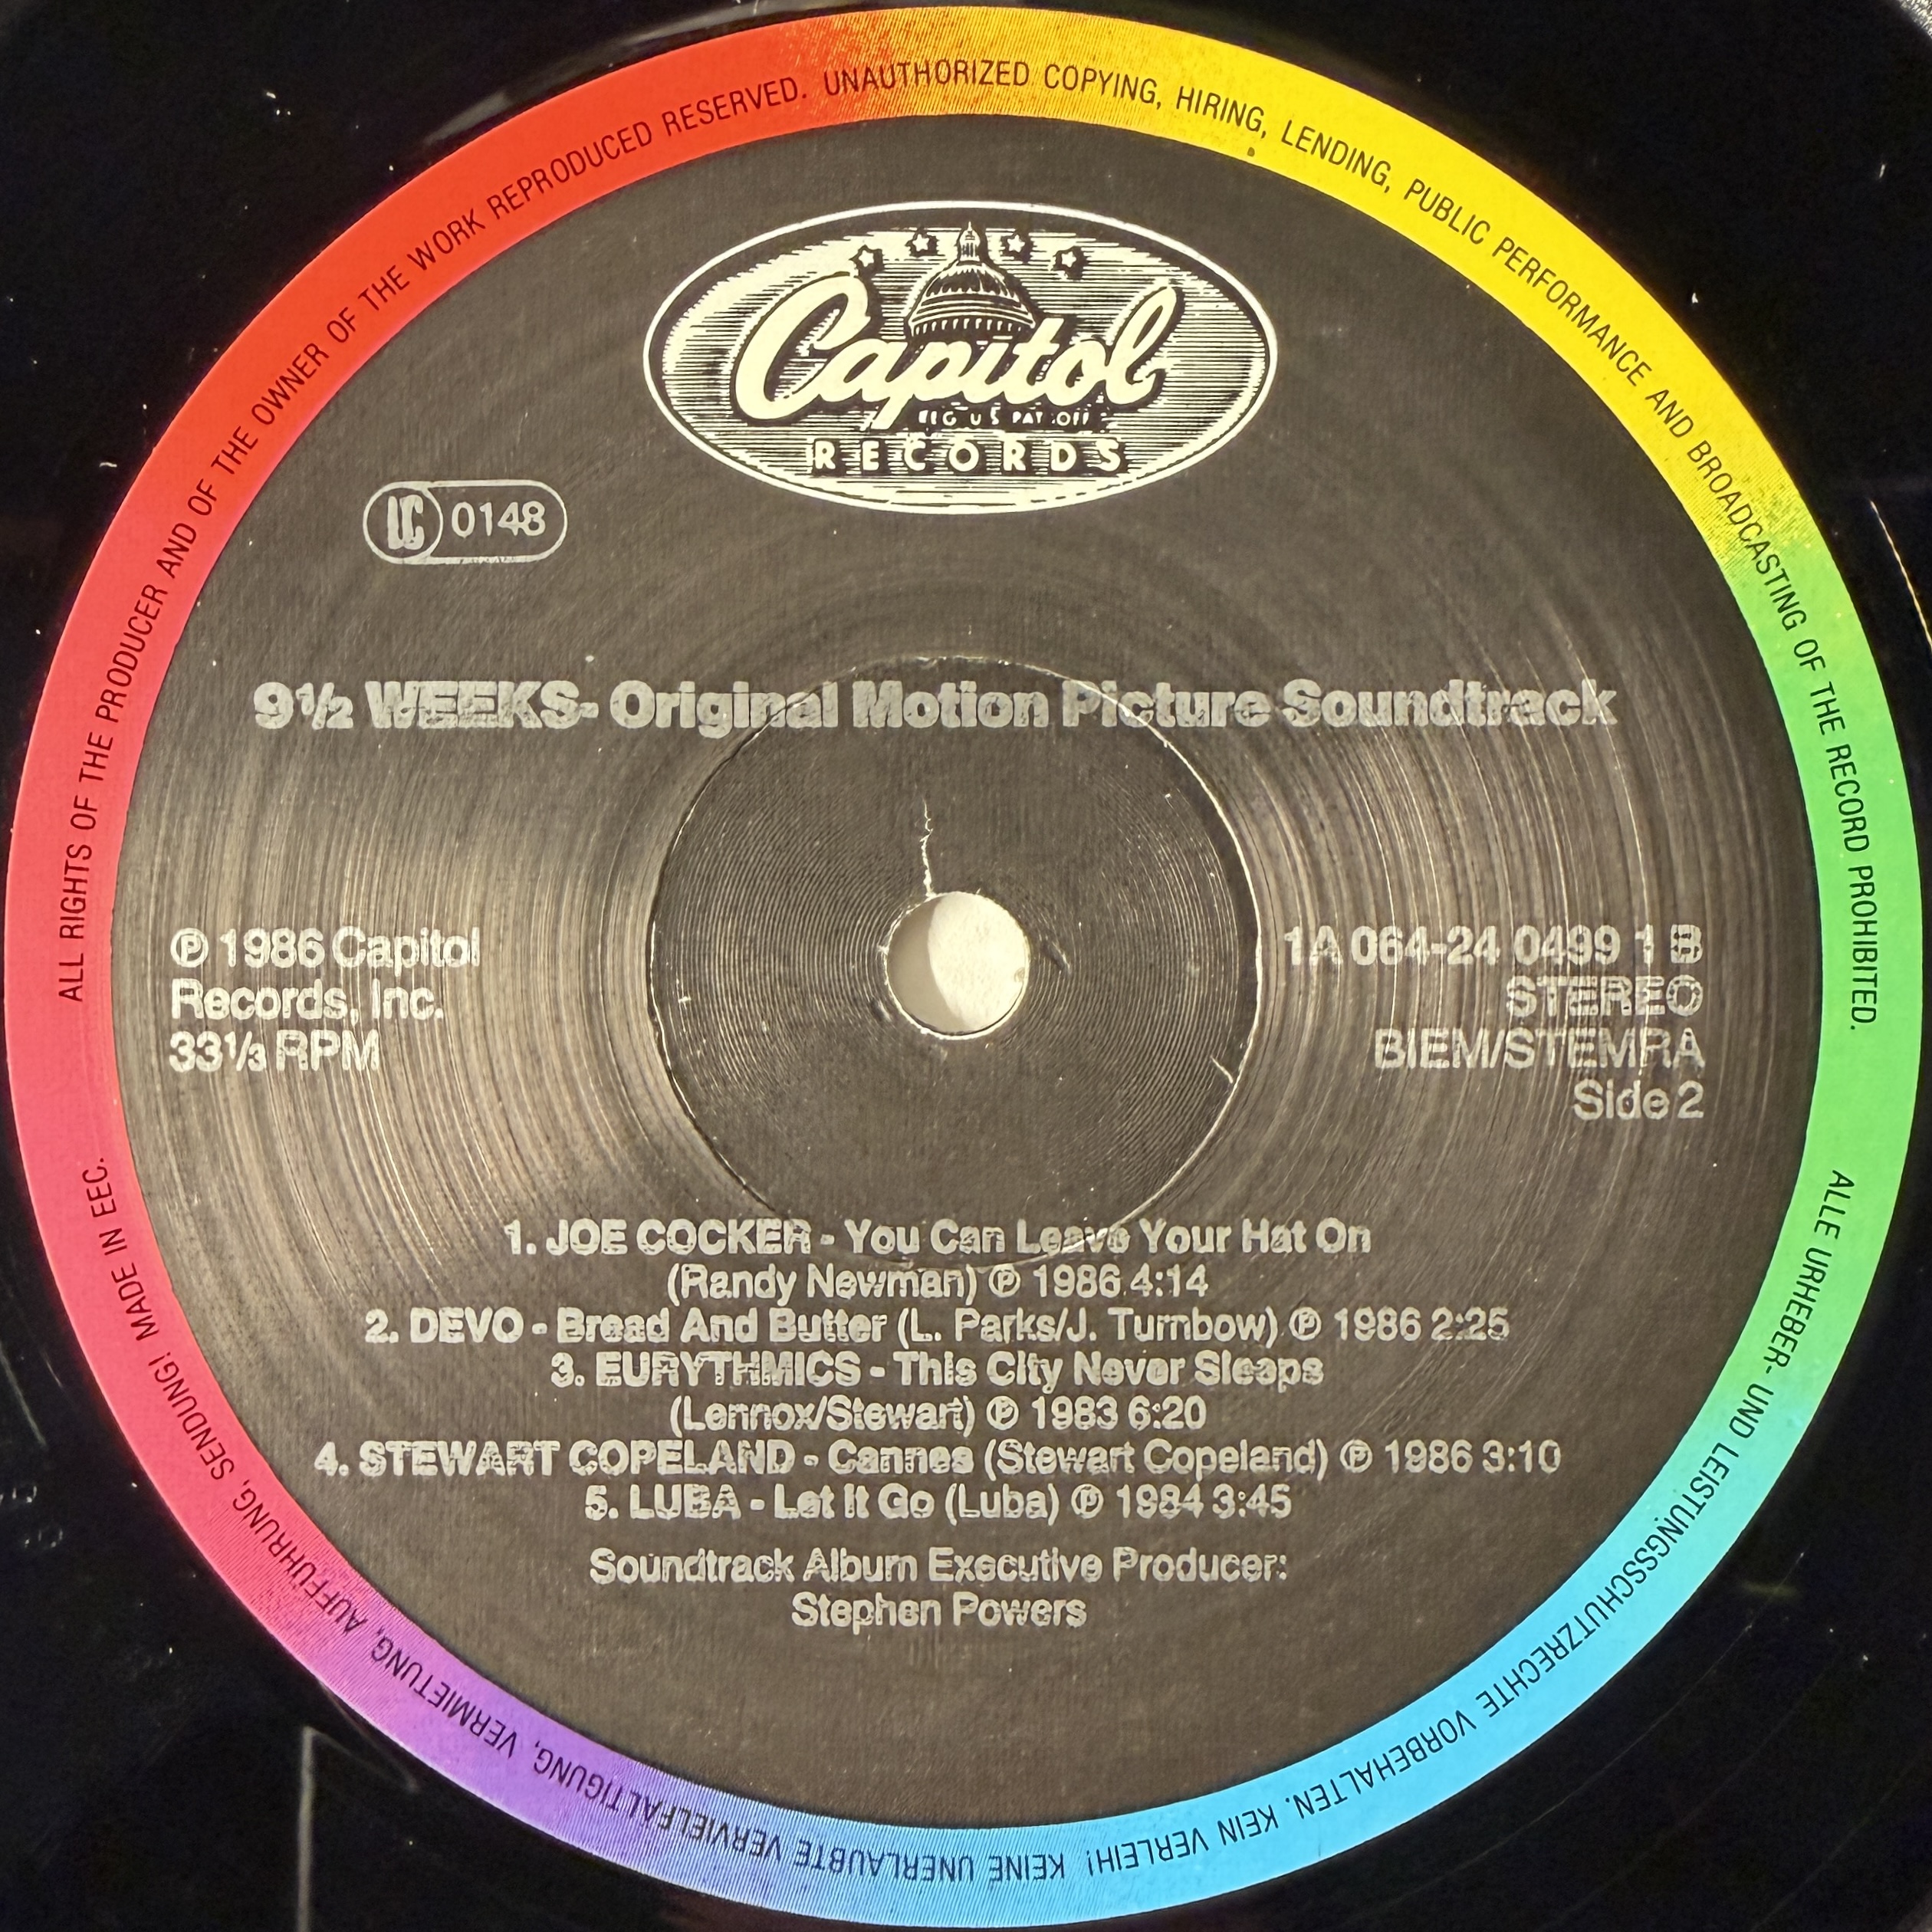 ALL RIGHTS OF THE PRODUCER AND OF THE OWNER OF THE WORK REPRODUCED RESERVED. UNAUTHORIZED COPYING, HIRING, LENDING, PUBLIC PERFORMANCE AND BROADCASTING OF THE RECORD PROHIBITED.
Capitol
REG U S PAT OFF
RECORDS
LC 0148
9½ WEEKS- Original Motion Picture Soundtrack
℗ 1986 Capitol
Records, Inc.
33⅓ RPM
1A 064-24 0499 1 B
STEREO
BIEM/STEMRA
Side 2
1. JOE COCKER - You Can Leave Your Hat On
(Randy Newman) ℗ 1986 4:14
2. DEVO - Bread And Butter (L. Parks/J. Turnbow) ℗ 1986 2:25
3. EURYTHMICS - This City Never Sleeps
(Lennox/Stewart) ℗ 1983 6:20
4. STEWART COPELAND - Cannes (Stewart Copeland) ℗ 1986 3:10
5. LUBA - Let It Go (Luba) ℗ 1984 3:45
Soundtrack Album Executive Producer:
Stephen Powers
ALLE URHEBER- UND LEISTUNGSSCHUTZRECHTE VORBEHALTEN. KEIN VERLEIH! KEINE UNERLAUBTE VERVIELFÄLTIGUNG, VERMIETUNG, AUFFÜHRUNG, SENDUNG! MADE IN EEC.